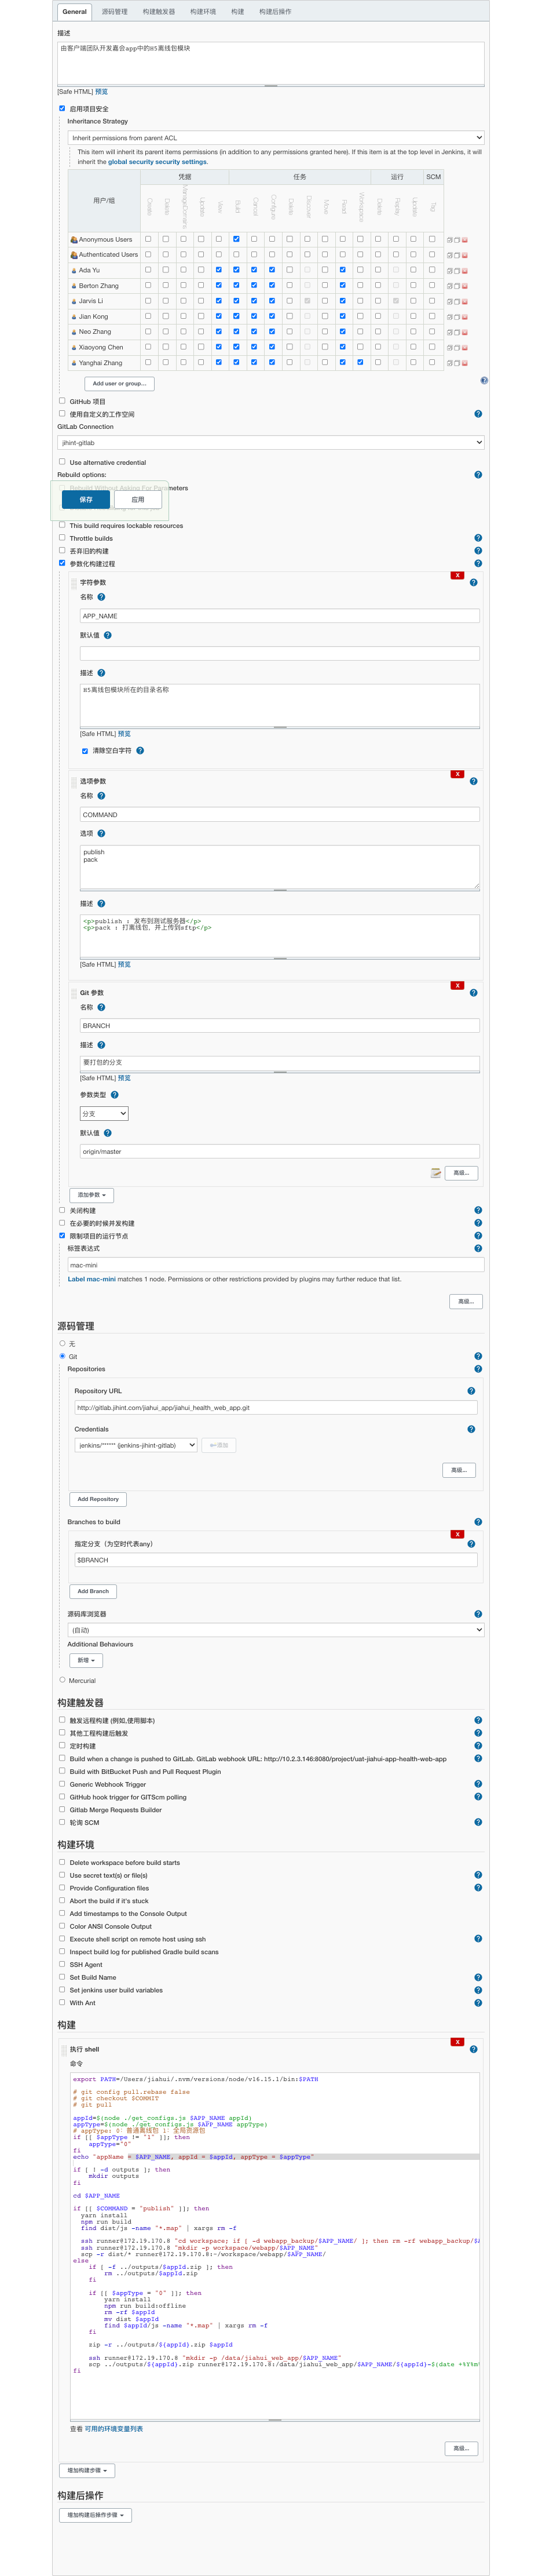 General 源码管理 构建触发器 构建环境 构建 构建后操作
描述
由客户端团队开发嘉会app中的H5离线包模块
[Safe HTML] 预览
启用项目安全
Inheritance Strategy
Inherit permissions from parent ACL
This item will inherit its parent items permissions (in addition to any permissions granted here). If this item is at the top level in Jenkins, it will
inherit the global security security settings.
用户/组 凭据 任务 运行 SCM
Create Delete ManageDomains Update View Build Cancel Configure Delete Discover Move Read Workspace Delete Replay Update Tag
Anonymous Users
Authenticated Users
Ada Yu
Berton Zhang
Jarvis Li
Jian Kong
Neo Zhang
Xiaoyong Chen
Yanghai Zhang
Add user or group...
GitHub 项目
使用自定义的工作空间
GitLab Connection
jihint-gitlab
Use alternative credential
Rebuild options:
Rebuild Without Asking For Parameters
保存 应用
This build requires lockable resources
Throttle builds
丢弃旧的构建
参数化构建过程
X
字符参数
名称
APP_NAME
默认值
描述
H5离线包模块所在的目录名称
[Safe HTML] 预览
清除空白字符
X
选项参数
名称
COMMAND
选项
publish
pack
描述
<p>publish : 发布到测试服务器</p>
<p>pack : 打离线包, 并上传到sftp</p>
[Safe HTML] 预览
X
Git 参数
名称
BRANCH
描述
要打包的分支
[Safe HTML] 预览
参数类型
分支
默认值
origin/master
高级...
添加参数
关闭构建
在必要的时候并发构建
限制项目的运行节点
标签表达式
mac-mini
Label mac-mini matches 1 node. Permissions or other restrictions provided by plugins may further reduce that list.
高级...
源码管理
无
Git
Repositories
Repository URL
http://gitlab.jihint.com/jiahui_app/jiahui_health_web_app.git
Credentials
jenkins/****** (jenkins-jihint-gitlab) 添加
高级...
Add Repository
Branches to build
X
指定分支（为空时代表any）
$BRANCH
Add Branch
源码库浏览器
(自动)
Additional Behaviours
新增
Mercurial
构建触发器
触发远程构建 (例如,使用脚本)
其他工程构建后触发
定时构建
Build when a change is pushed to GitLab. GitLab webhook URL: http://10.2.3.146:8080/project/uat-jiahui-app-health-web-app
Build with BitBucket Push and Pull Request Plugin
Generic Webhook Trigger
GitHub hook trigger for GITScm polling
Gitlab Merge Requests Builder
轮询 SCM
构建环境
Delete workspace before build starts
Use secret text(s) or file(s)
Provide Configuration files
Abort the build if it's stuck
Add timestamps to the Console Output
Color ANSI Console Output
Execute shell script on remote host using ssh
Inspect build log for published Gradle build scans
SSH Agent
Set Build Name
Set jenkins user build variables
With Ant
构建
X
执行 shell
命令
export PATH=/Users/jiahui/.nvm/versions/node/v16.15.1/bin:$PATH
# git config pull.rebase false
# git checkout $COMMIT
# git pull
appId=$(node ./get_configs.js $APP_NAME appId)
appType=$(node ./get_configs.js $APP_NAME appType)
# appType: 0: 普通离线包 1: 全局资源包
if [[ $appType != "1" ]]; then
appType="0"
fi
echo "appName = $APP_NAME, appId = $appId, appType = $appType"
if [ ! -d outputs ]; then
mkdir outputs
fi
cd $APP_NAME
if [[ $COMMAND = "publish" ]]; then
yarn install
npm run build
find dist/js -name "*.map" | xargs rm -f
ssh runner@172.19.170.8 "cd workspace; if [ -d webapp_backup/$APP_NAME/ ]; then rm -rf webapp_backup/$A
ssh runner@172.19.170.8 "mkdir -p workspace/webapp/$APP_NAME"
scp -r dist/* runner@172.19.170.8:~/workspace/webapp/$APP_NAME/
else
if [ -f ../outputs/$appId.zip ]; then
rm ../outputs/$appId.zip
fi
if [[ $appType = "0" ]]; then
yarn install
npm run build:offline
rm -rf $appId
mv dist $appId
find $appId/js -name "*.map" | xargs rm -f
fi
zip -r ../outputs/${appId}.zip $appId
ssh runner@172.19.170.8 "mkdir -p /data/jiahui_web_app/$APP_NAME"
scp ../outputs/${appId}.zip runner@172.19.170.8:/data/jiahui_web_app/$APP_NAME/${appId}-$(date +%Y%m%
fi
查看 可用的环境变量列表
高级...
增加构建步骤
构建后操作
增加构建后操作步骤